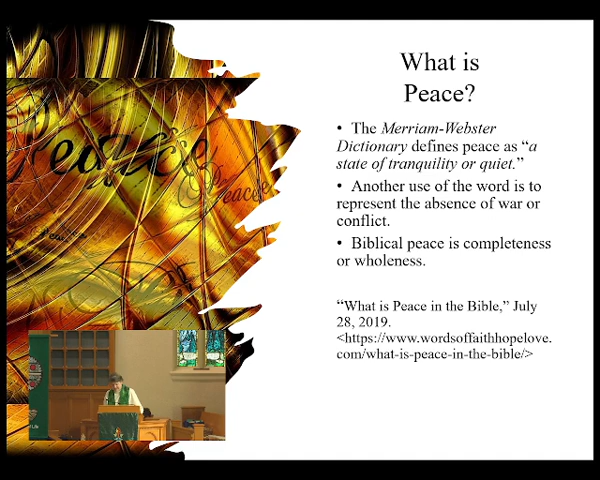 What is
Peace?
• The Merriam-Webster
Dictionary defines peace as “a
state of tranquility or quiet.”
• Another use of the word is to
represent the absence of war or
conflict.
• Biblical peace is completeness
or wholeness.
“What is Peace in the Bible,” July
28, 2019.
<https://www.wordsoffaithhopelove.
com/what-is-peace-in-the-bible/>
Peace
Peace
Peace